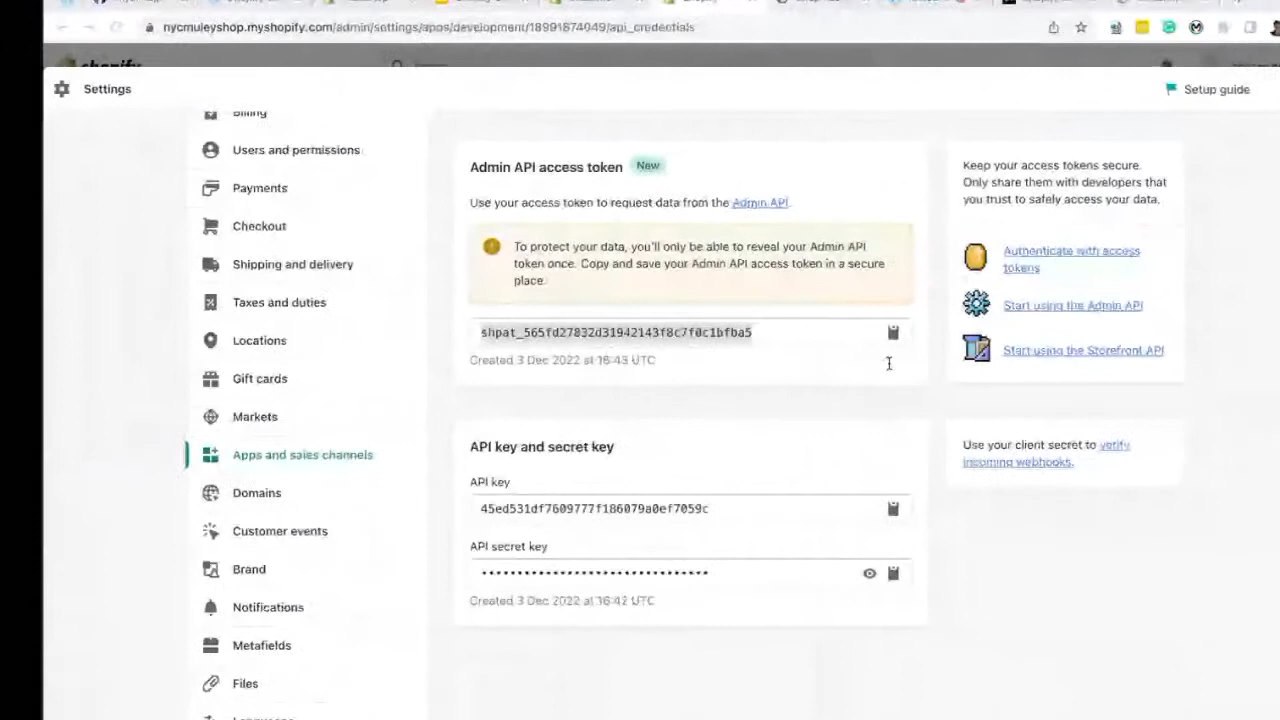 nycmuleyshop.myshopify.com/admin/settings/apps/development/18991874049/api_credentials
Settings
Setup guide
Billing
Users and permissions
Payments
Checkout
Shipping and delivery
Taxes and duties
Locations
Gift cards
Markets
Apps and sales channels
Domains
Customer events
Brand
Notifications
Metafields
Files
Admin API access token New
Use your access token to request data from the Admin API.
To protect your data, you'll only be able to reveal your Admin API
token once. Copy and save your Admin API access token in a secure
place.
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
Created 3 Dec 2022 at 16:43 UTC
API key and secret key
API key
45ed531df7609777f186079a0ef7059c
API secret key
Created 3 Dec 2022 at 16:42 UTC
Keep your access tokens secure.
Only share them with developers that
you trust to safely access your data.
Authenticate with access
tokens
Start using the Admin API
Start using the Storefront API
Use your client secret to verify
incoming webhooks.